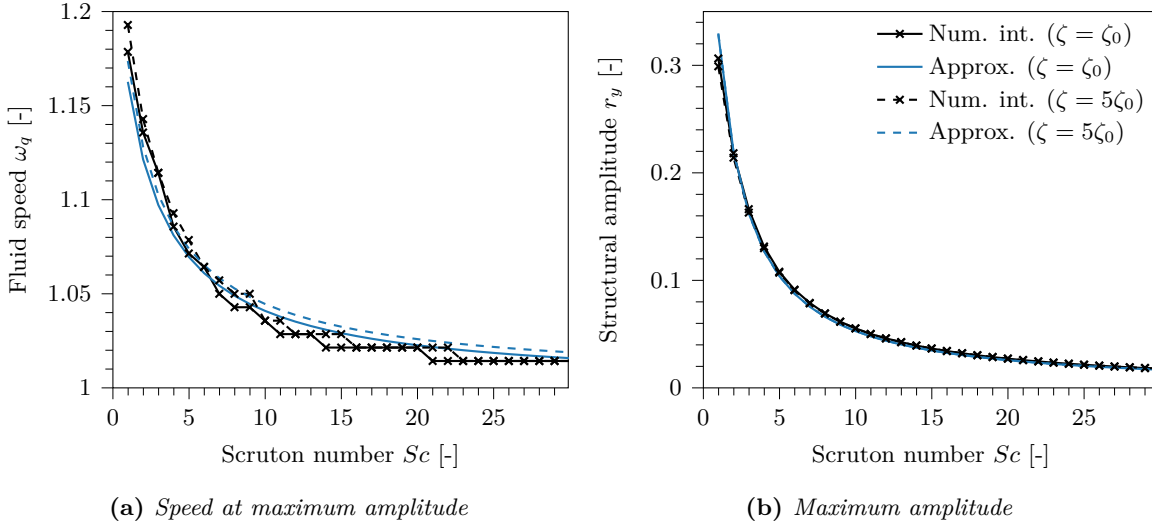 1.2
1.15
1.1
1.05
1
Fluid speed ω_q [-]
0 5 10 15 20 25
Scruton number Sc [-]
(a) Speed at maximum amplitude
0.3
0.2
0.1
0
Structural amplitude r_y [-]
Num. int. (ζ = ζ₀)
Approx. (ζ = ζ₀)
Num. int. (ζ = 5ζ₀)
Approx. (ζ = 5ζ₀)
0 5 10 15 20 25
Scruton number Sc [-]
(b) Maximum amplitude